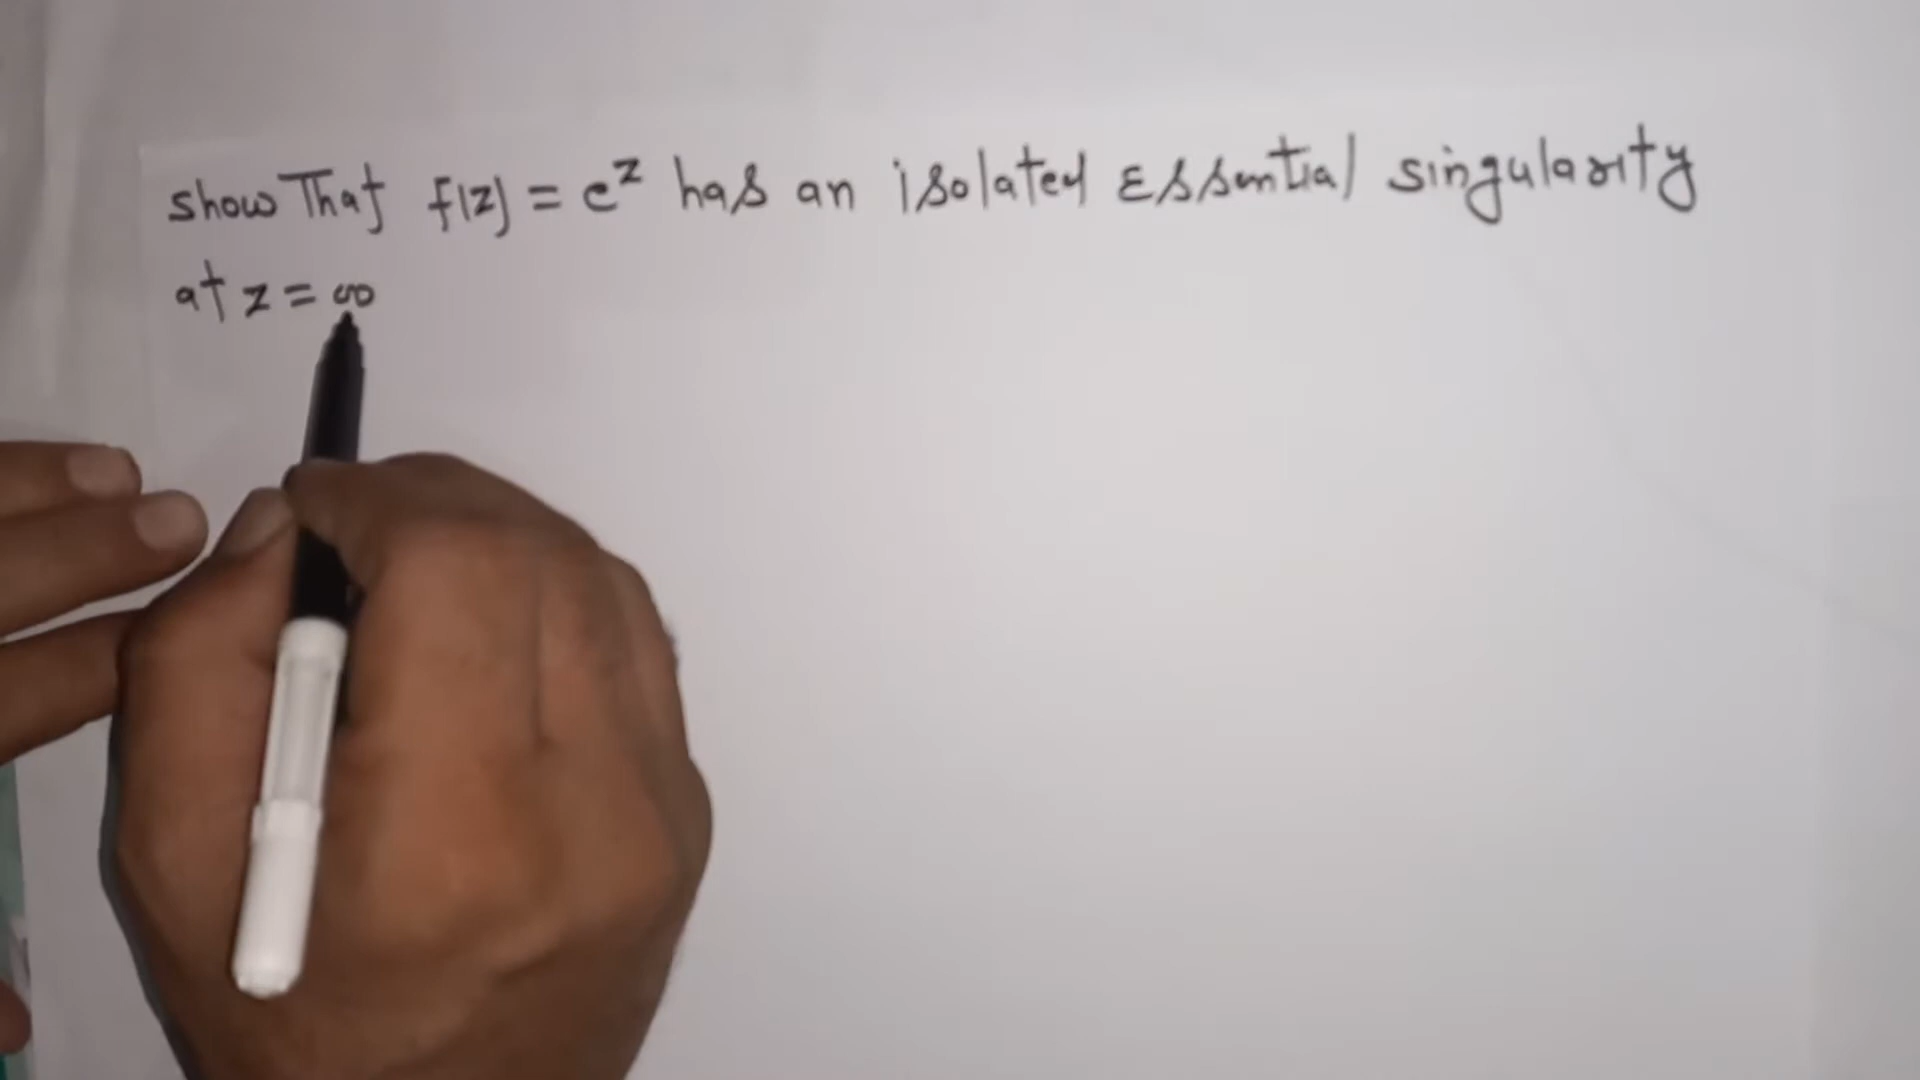 show That f(z) = e^z has an isolated Essential singularity
at z = ∞